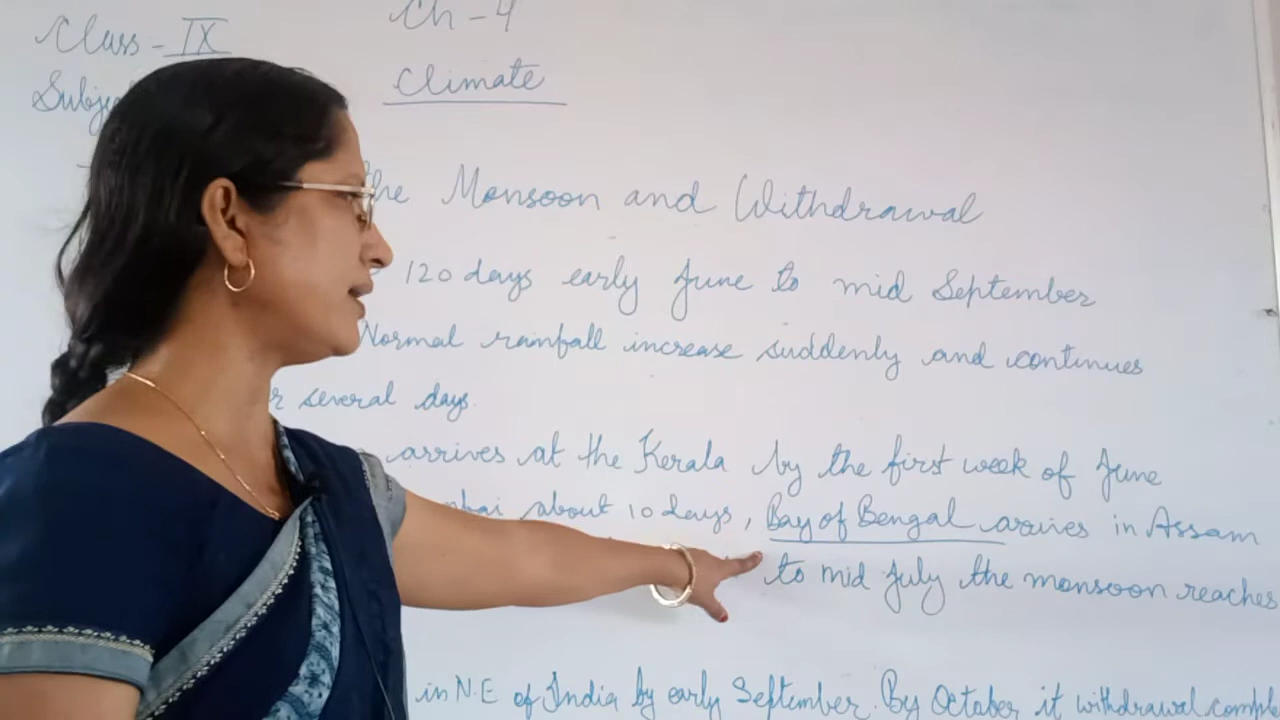 Ch - 4
Class - IX
Climate
the Monsoon and Withdrawal
120 days early June to mid September
Normal rainfall increase suddenly and continues
several days.
arrives at the Kerala by the first week of June
about 10 days, Bay of Bengal arrives in Assam
to mid July the monsoon reaches
in N.E of India by early September. By October it withdrawal